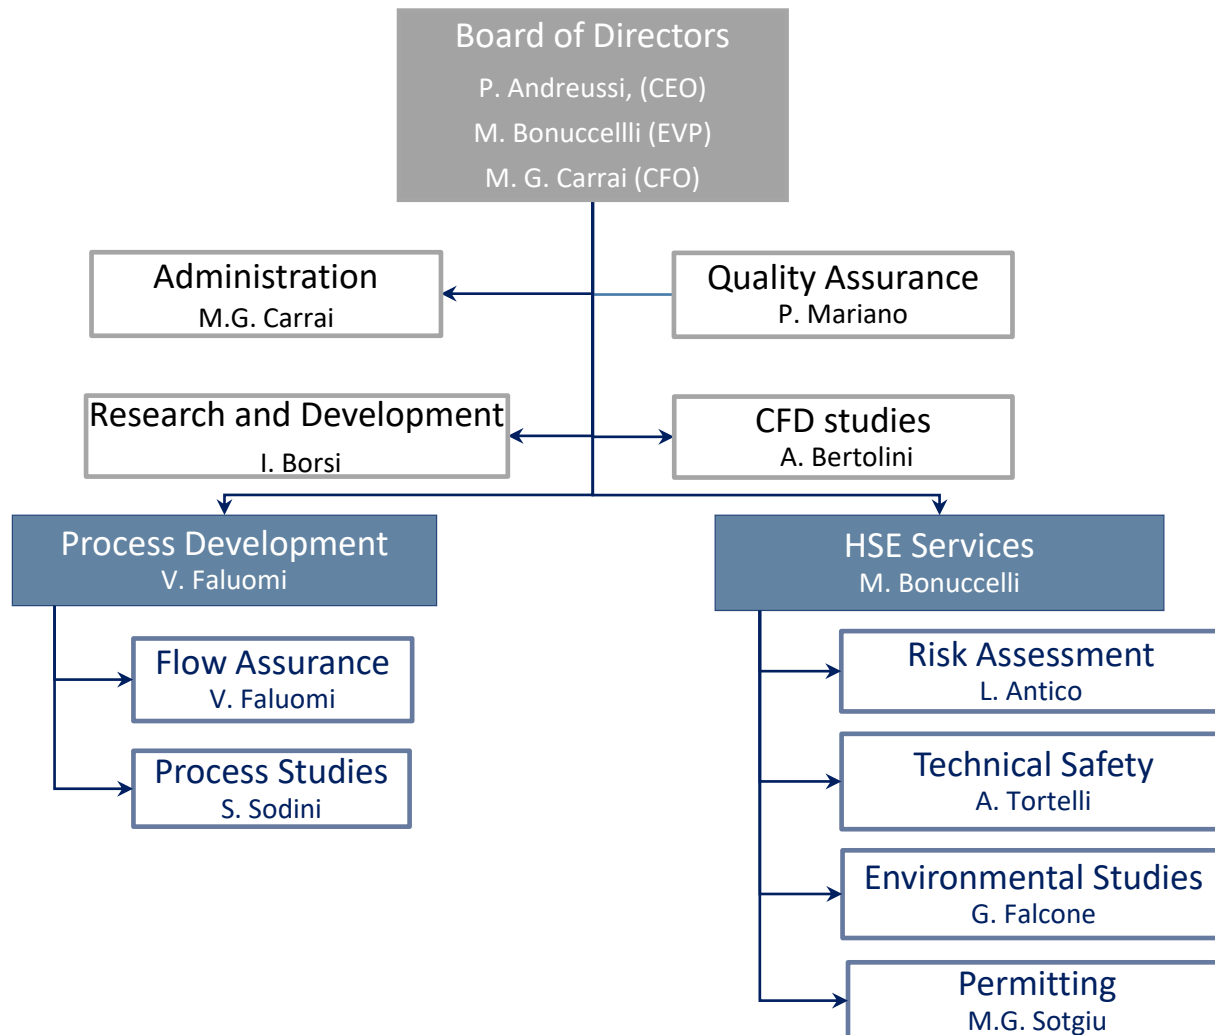 Board of Directors
P. Andreussi, (CEO)
M. Bonuccellli (EVP)
M. G. Carrai (CFO)
Administration
M.G. Carrai
Quality Assurance
P. Mariano
Research and Development
I. Borsi
CFD studies
A. Bertolini
Process Development
V. Faluomi
HSE Services
M. Bonuccelli
Flow Assurance
V. Faluomi
Process Studies
S. Sodini
Risk Assessment
L. Antico
Technical Safety
A. Tortelli
Environmental Studies
G. Falcone
Permitting
M.G. Sotgiu